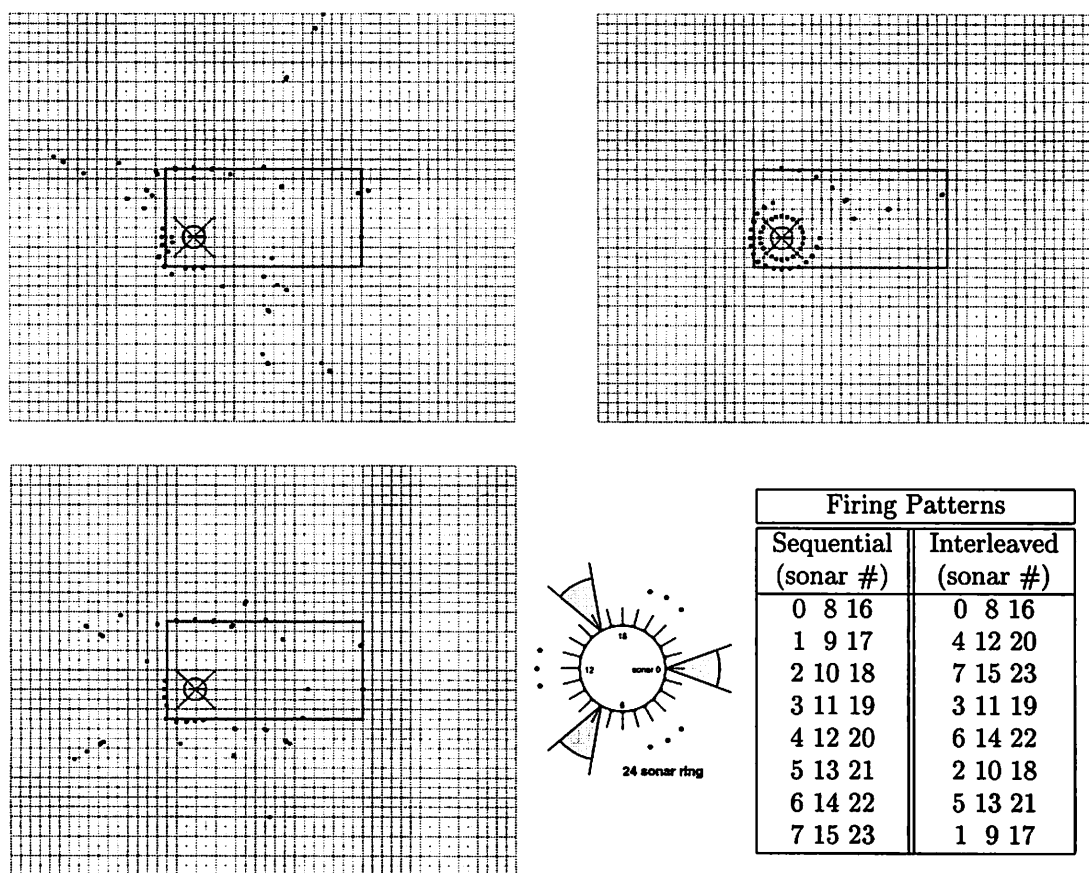 18
12
sonar 0
6
24 sonar ring
Firing Patterns
Sequential Interleaved
(sonar #) (sonar #)
0 8 16 0 8 16
1 9 17 4 12 20
2 10 18 7 15 23
3 11 19 3 11 19
4 12 20 6 14 22
5 13 21 2 10 18
6 14 22 5 13 21
7 15 23 1 9 17